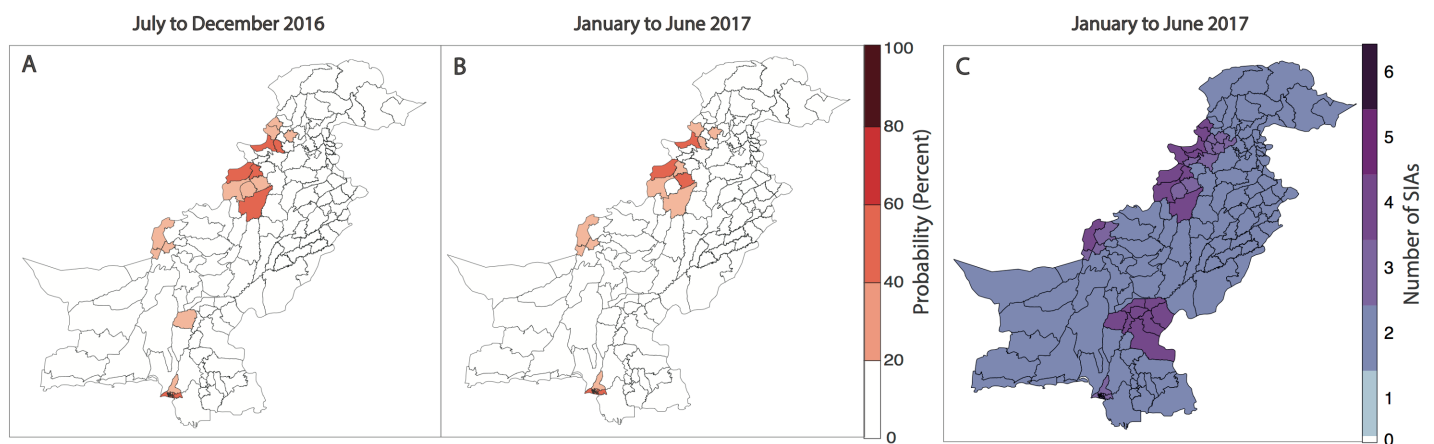 July to December 2016
January to June 2017
January to June 2017
A
B
C
100
80
60
40
20
0
Probability (Percent)
6
5
4
3
2
1
0
Number of SIAs